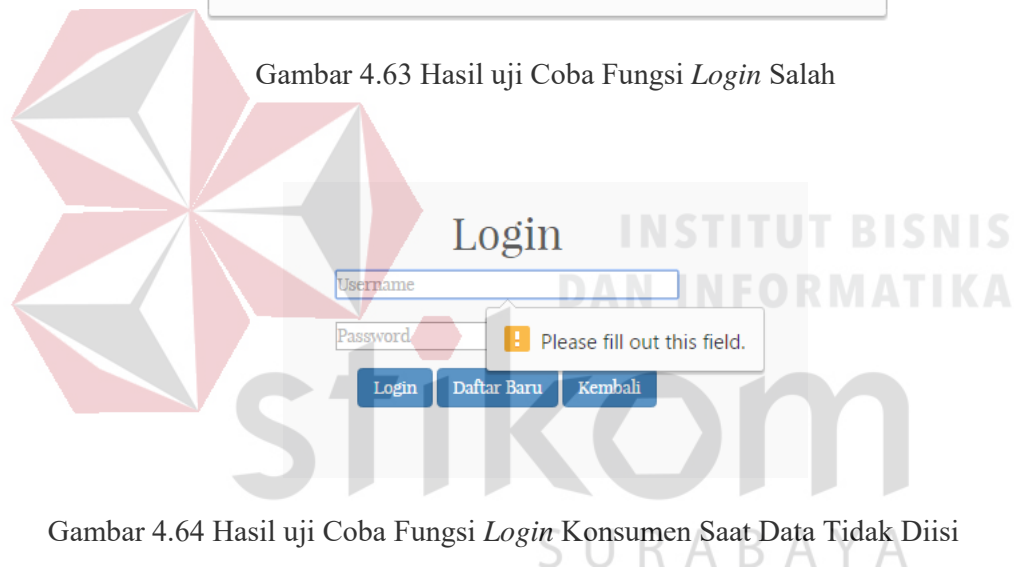 Gambar 4.63 Hasil uji Coba Fungsi Login Salah
Login
INSTITUT BISNIS
DAN INFORMATIKA
Username
Password
! Please fill out this field.
Login Daftar Baru Kembali
stikom
Gambar 4.64 Hasil uji Coba Fungsi Login Konsumen Saat Data Tidak Diisi
SURABAYA